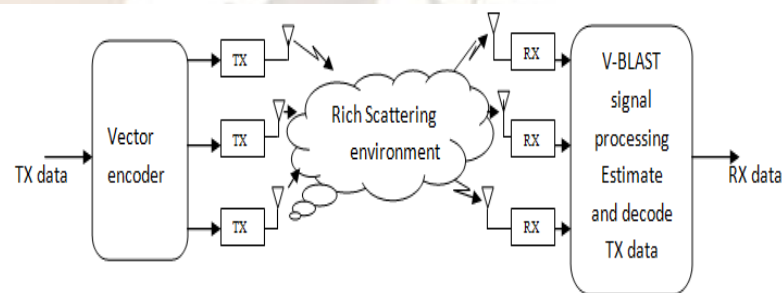 TX data
Vector
encoder
TX
TX
TX
Rich Scattering
environment
RX
RX
RX
V-BLAST
signal
processing
Estimate
and decode
TX data
RX data